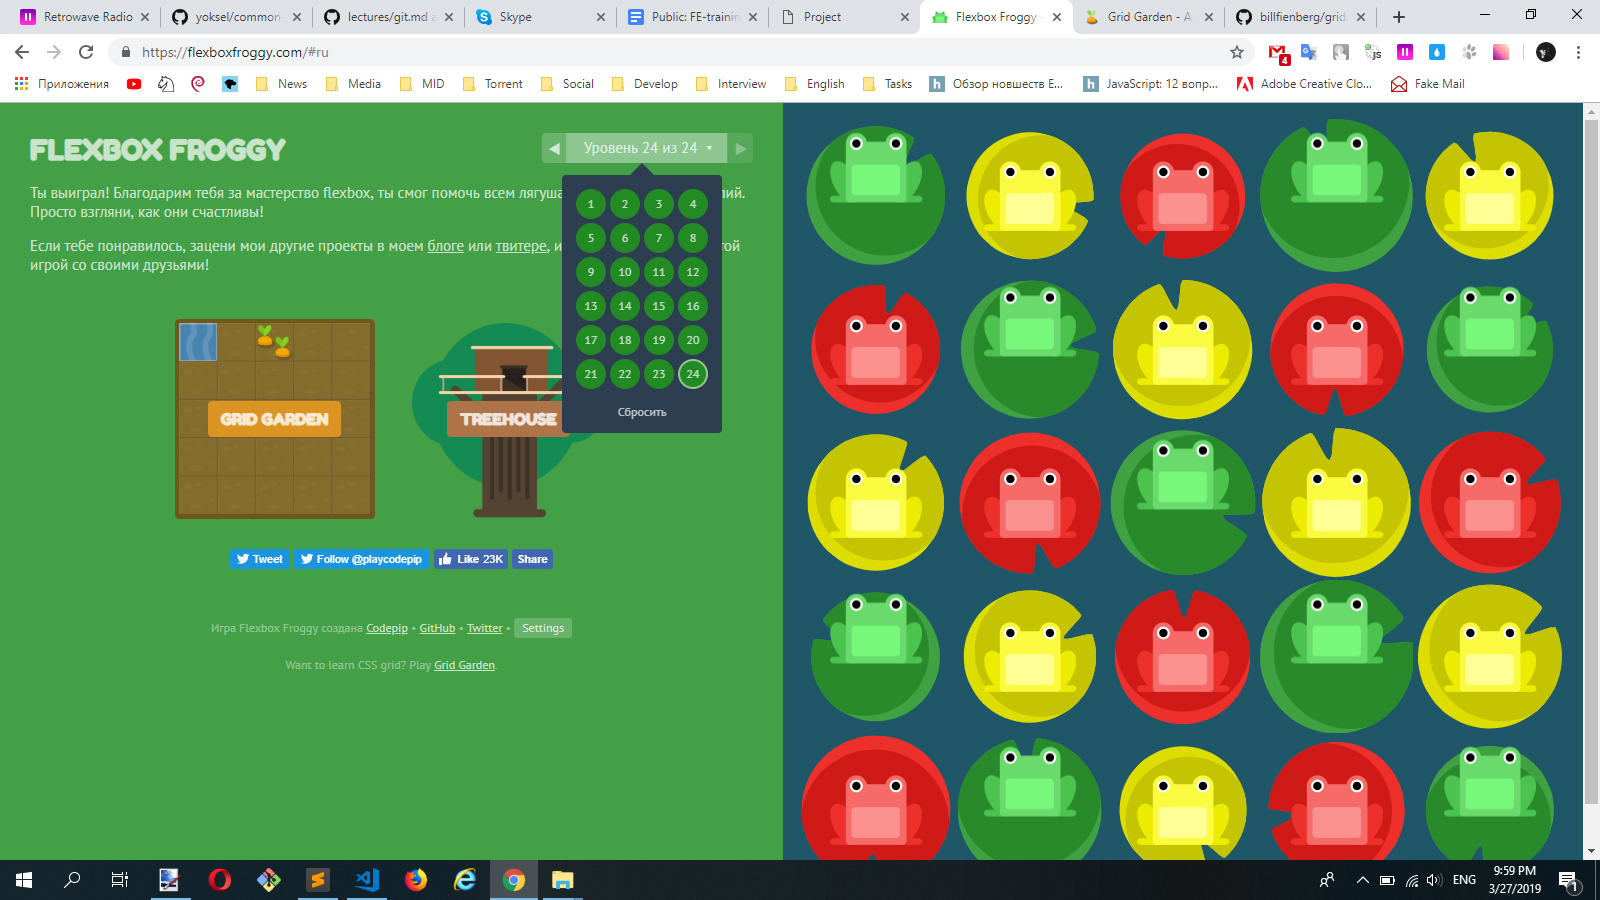 Retrowave Radio
yoksel/common
lectures/git.md a
Skype
Public: FE-trainin
Project
Flexbox Froggy -
Grid Garden - A
billfienberg/grid
https://flexboxfroggy.com/#ru
4
JS
Приложения
News
Media
MID
Torrent
Social
Develop
Interview
English
Tasks
Обзор новшеств E...
JavaScript: 12 вопр...
Adobe Creative Clo...
Fake Mail
FLEXBOX FROGGY
◀ Уровень 24 из 24 ▾ ▶
Ты выиграл! Благодарим тебя за мастерство flexbox, ты смог помочь всем лягуша
Просто взгляни, как они счастливы!
Если тебе понравилось, зацени мои другие проекты в моем блоге или твитере, и
игрой со своими друзьями!
1 2 3 4
5 6 7 8
9 10 11 12
13 14 15 16
17 18 19 20
21 22 23 24
Сбросить
GRID GARDEN
TREEHOUSE
Tweet
Follow @playcodepip
Like 23K
Share
Игра Flexbox Froggy создана Codepip • GitHub • Twitter • Settings
Want to learn CSS grid? Play Grid Garden.
ENG
9:59 PM
3/27/2019
1